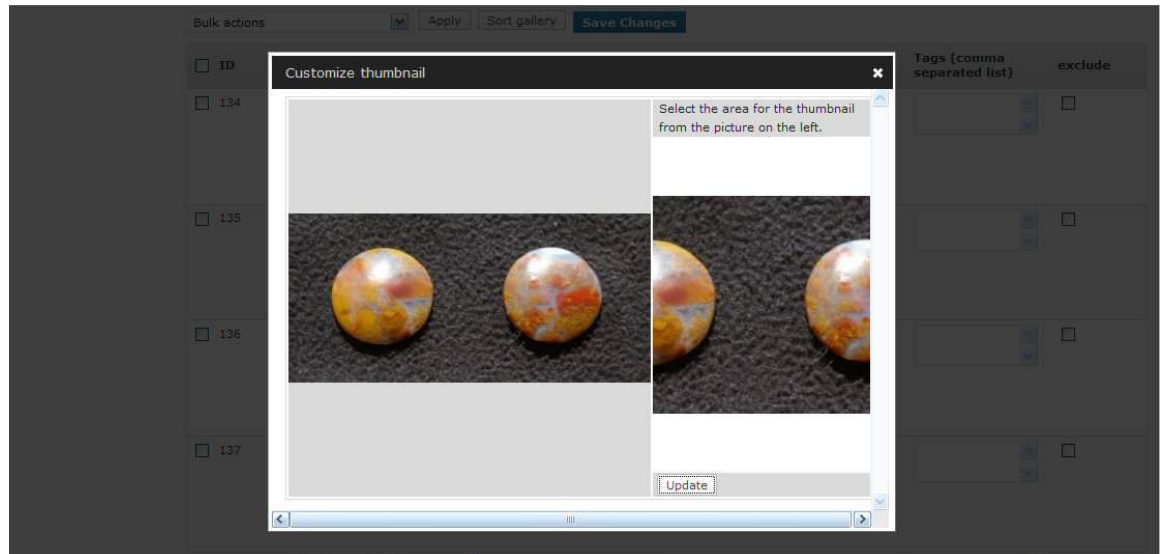 Bulk actions Apply Sort gallery Save Changes
ID Tags (comma separated list) exclude
Customize thumbnail
134
Select the area for the thumbnail
from the picture on the left.
135
136
137
Update